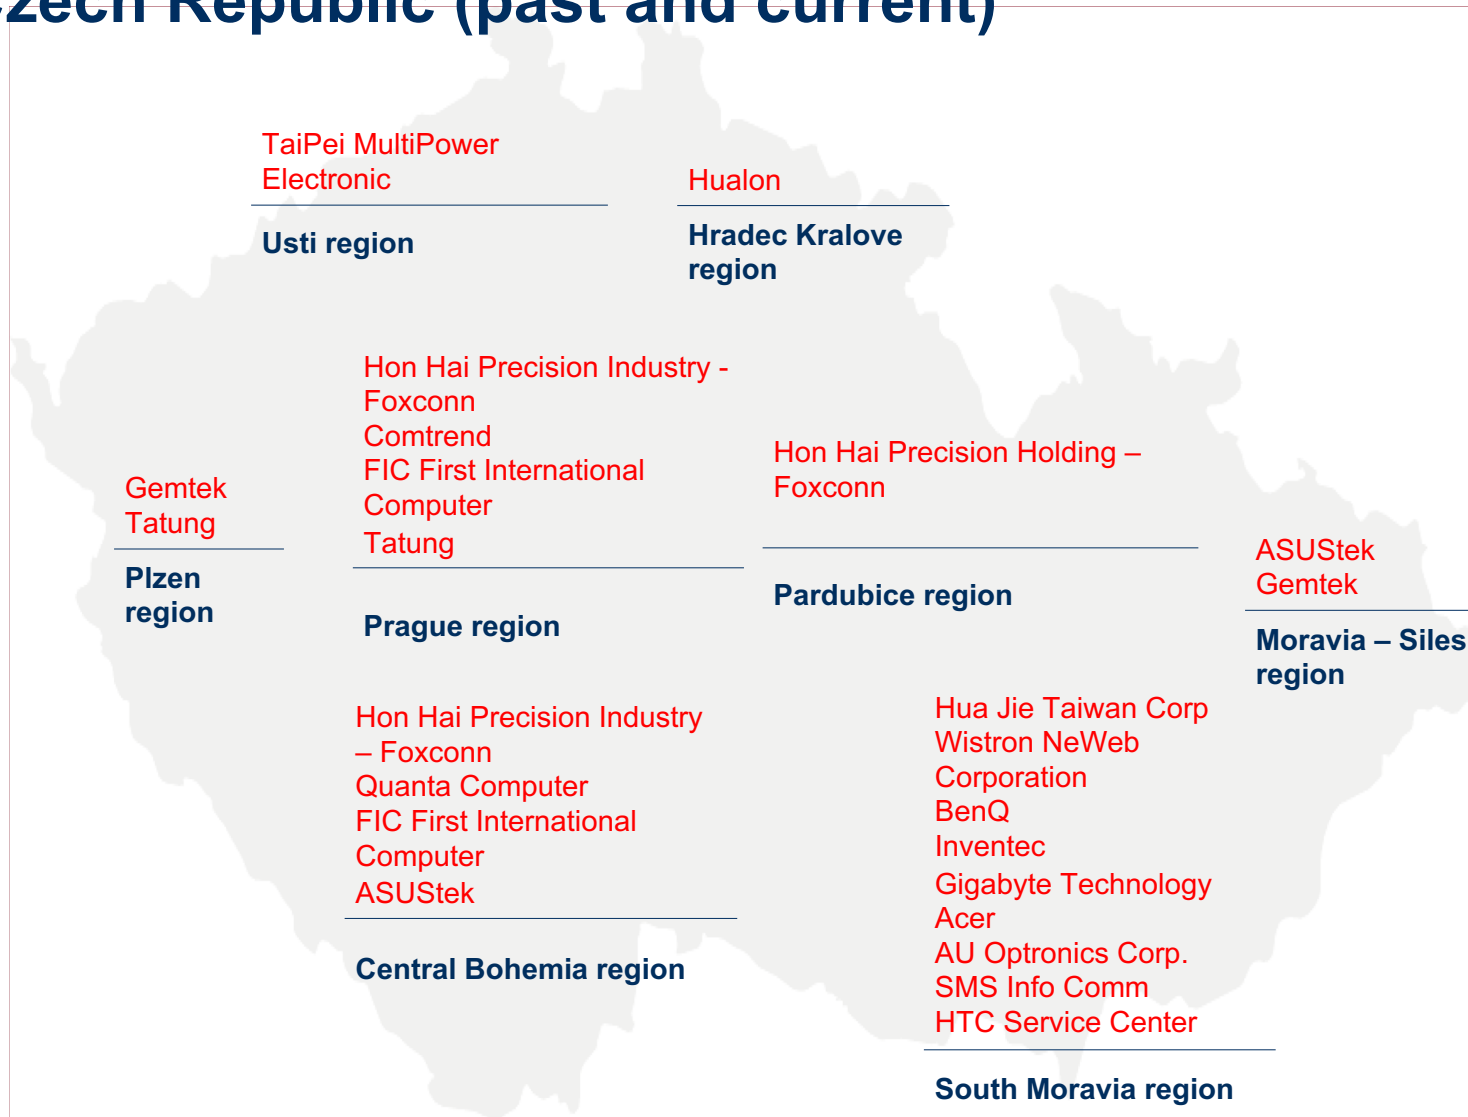 Czech Republic (past and current)
TaiPei MultiPower
Electronic
Usti region
Hualon
Hradec Kralove
region
Hon Hai Precision Industry -
Foxconn
Comtrend
FIC First International
Computer
Tatung
Prague region
Hon Hai Precision Holding –
Foxconn
Pardubice region
Gemtek
Tatung
Plzen
region
ASUStek
Gemtek
Moravia – Siles
region
Hon Hai Precision Industry
– Foxconn
Quanta Computer
FIC First International
Computer
ASUStek
Central Bohemia region
Hua Jie Taiwan Corp
Wistron NeWeb
Corporation
BenQ
Inventec
Gigabyte Technology
Acer
AU Optronics Corp.
SMS Info Comm
HTC Service Center
South Moravia region